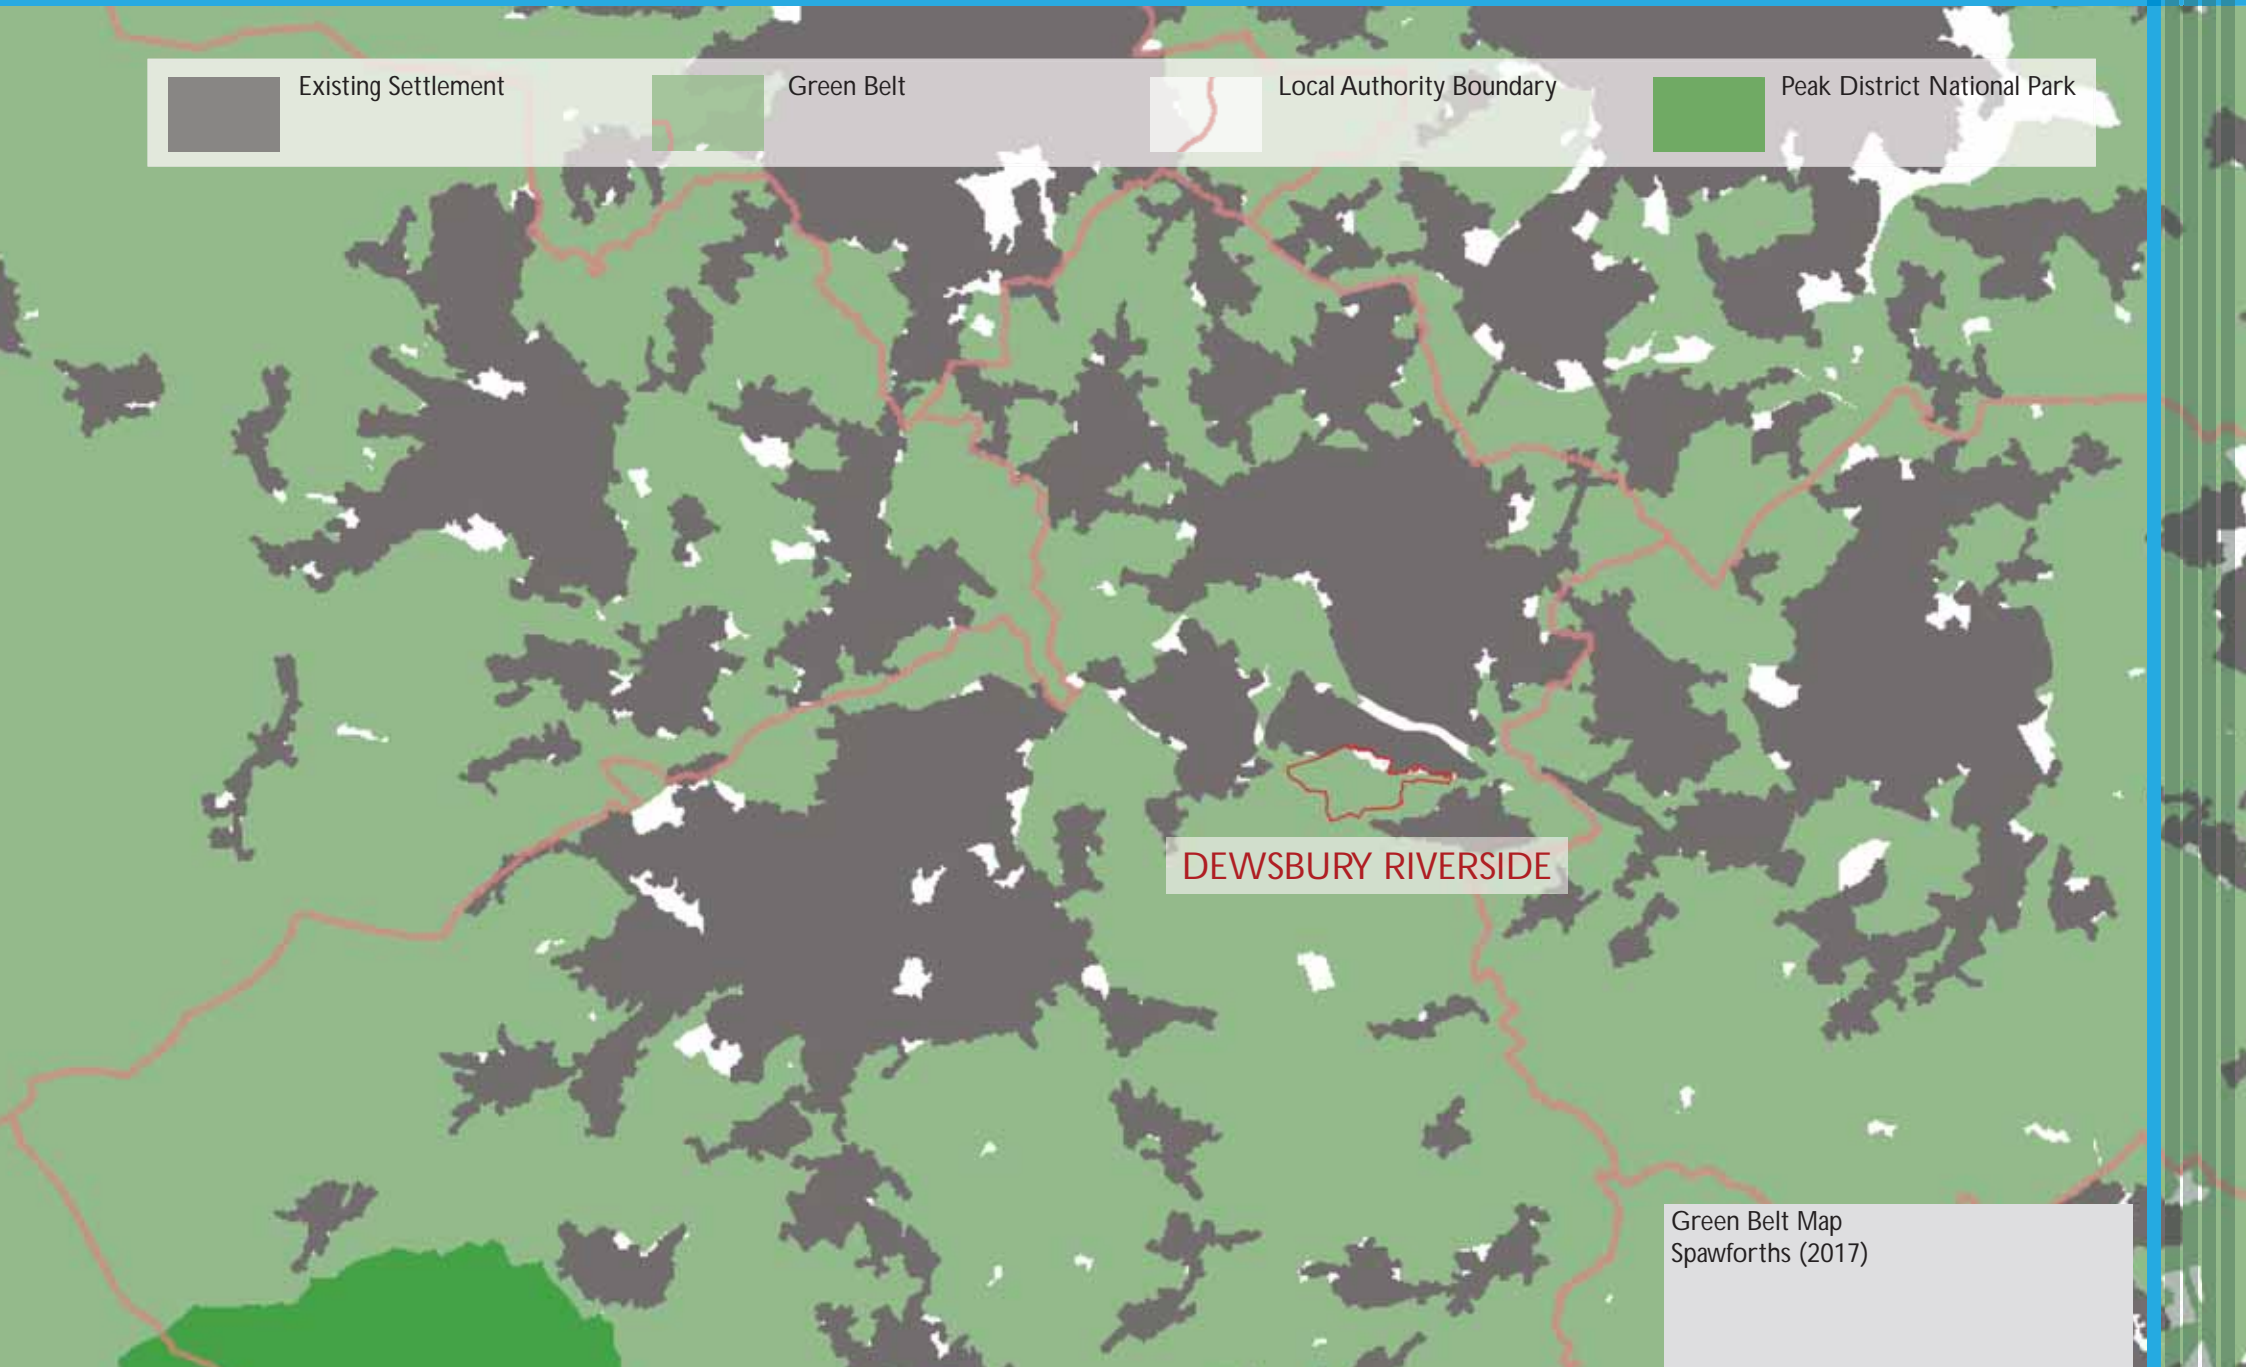 Existing Settlement
Green Belt
Local Authority Boundary
Peak District National Park
DEWSBURY RIVERSIDE
Green Belt Map
Spawforths (2017)